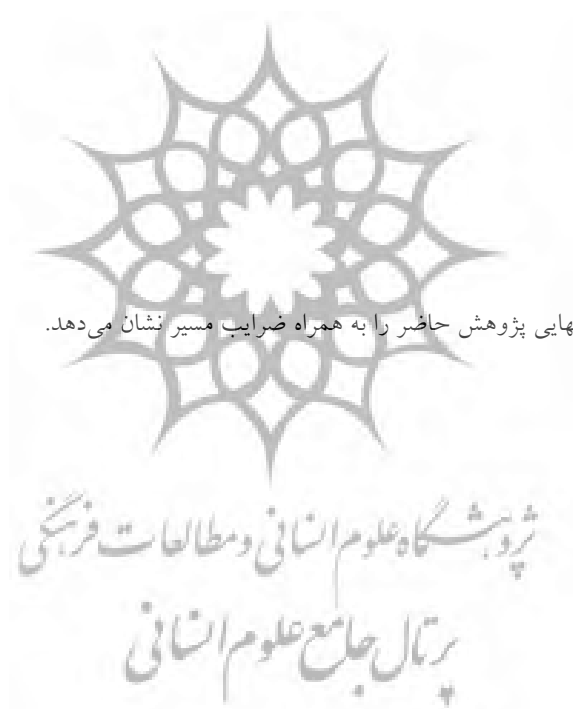 هایی پژوهش حاضر را به همراه ضرایب مسیر نشان می‌دهد.
پژوهشگاه علوم انسانی و مطالعات فرهنگی
پرتال جامع علوم انسانی